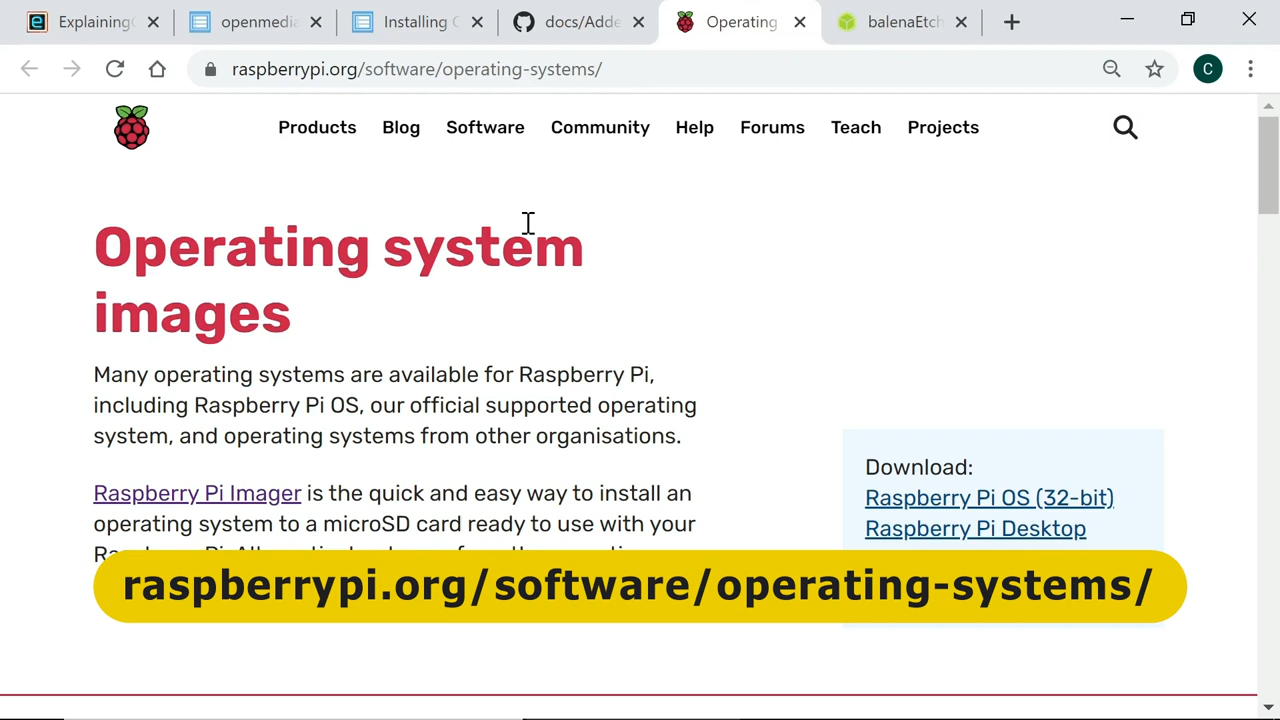 Explaining
openmedia
Installing
docs/Adde
Operating
balenaEtch
raspberrypi.org/software/operating-systems/
C
Products Blog Software Community Help Forums Teach Projects
Operating system
images
Many operating systems are available for Raspberry Pi,
including Raspberry Pi OS, our official supported operating
system, and operating systems from other organisations.
Raspberry Pi Imager is the quick and easy way to install an
operating system to a microSD card ready to use with your
Download:
Raspberry Pi OS (32-bit)
Raspberry Pi Desktop
raspberrypi.org/software/operating-systems/